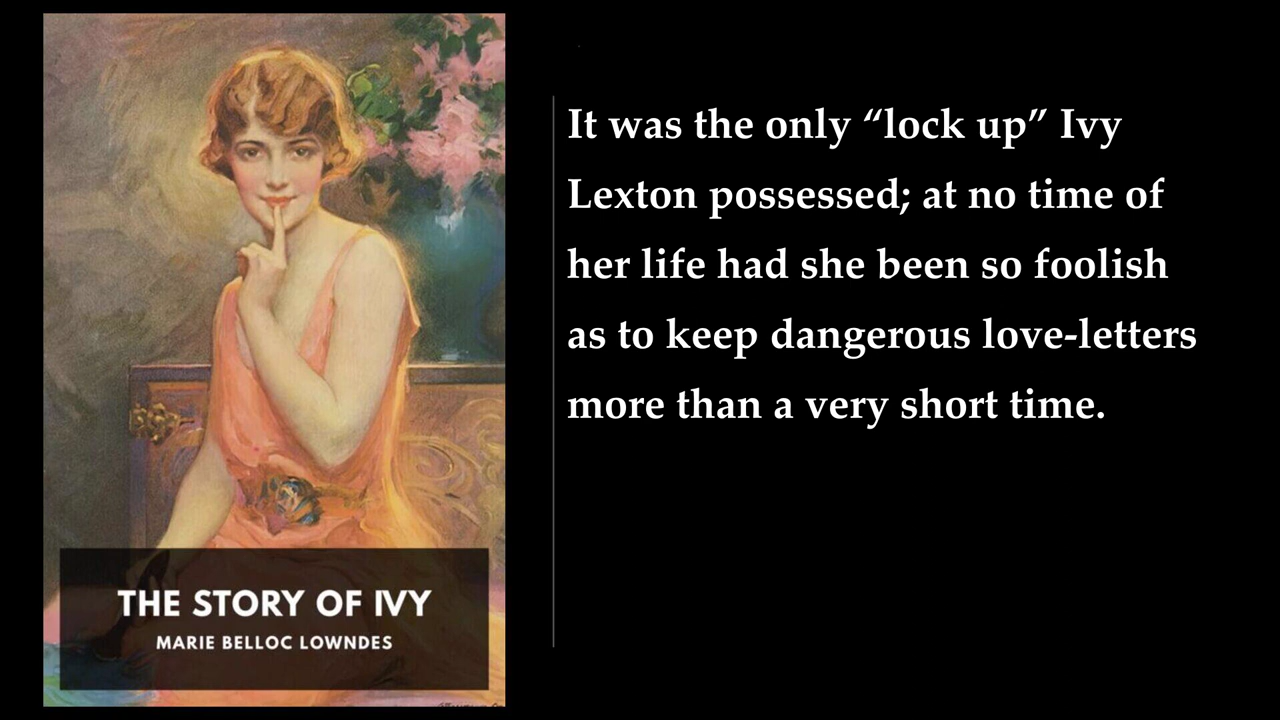 It was the only “lock up” Ivy
Lexton possessed; at no time of
her life had she been so foolish
as to keep dangerous love-letters
more than a very short time.
THE STORY OF IVY
MARIE BELLOC LOWNDES